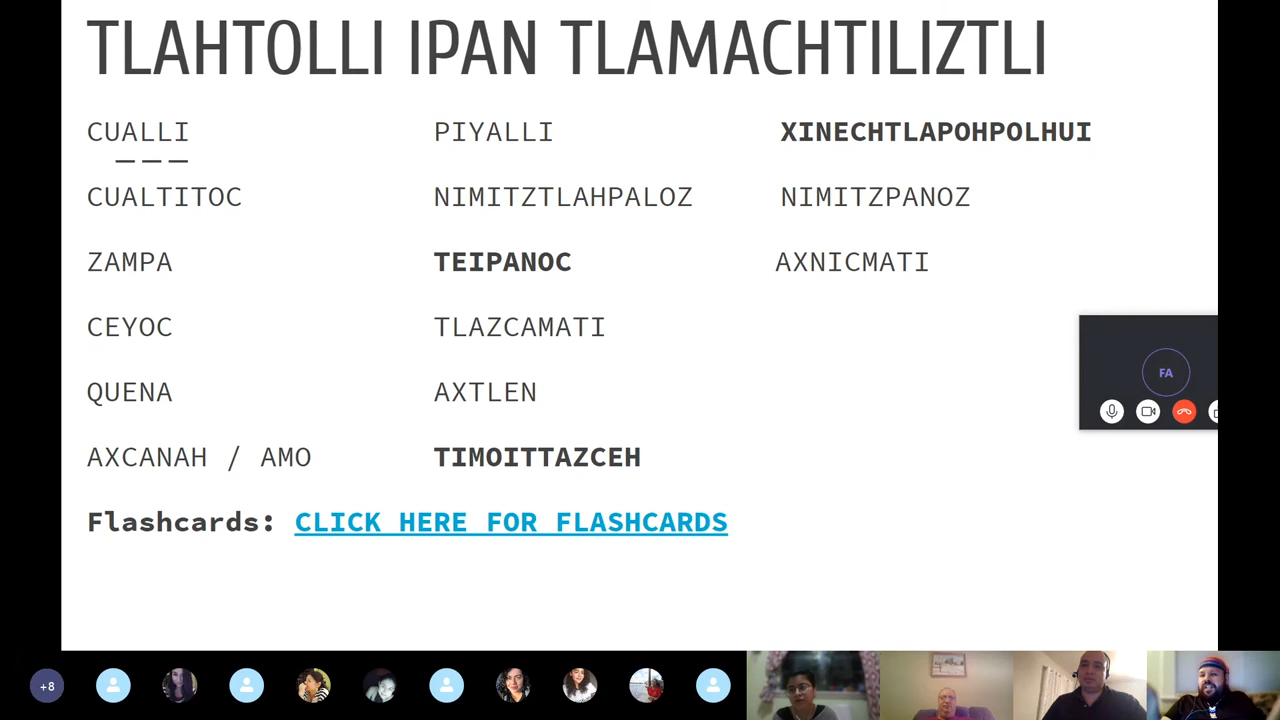 TLAHTOLLI IPAN TLAMACHTILIZTLI
CUALLI PIYALLI XINECHTLAPOHPOLHUI
___
CUALTITOC NIMITZTLAHPALOZ NIMITZPANOZ
ZAMPA TEIPANOC AXNICMATI
CEYOC TLAZCAMATI
QUENA AXTLEN
AXCANAH / AMO TIMOITTAZCEH
Flashcards: CLICK HERE FOR FLASHCARDS
FA
+8